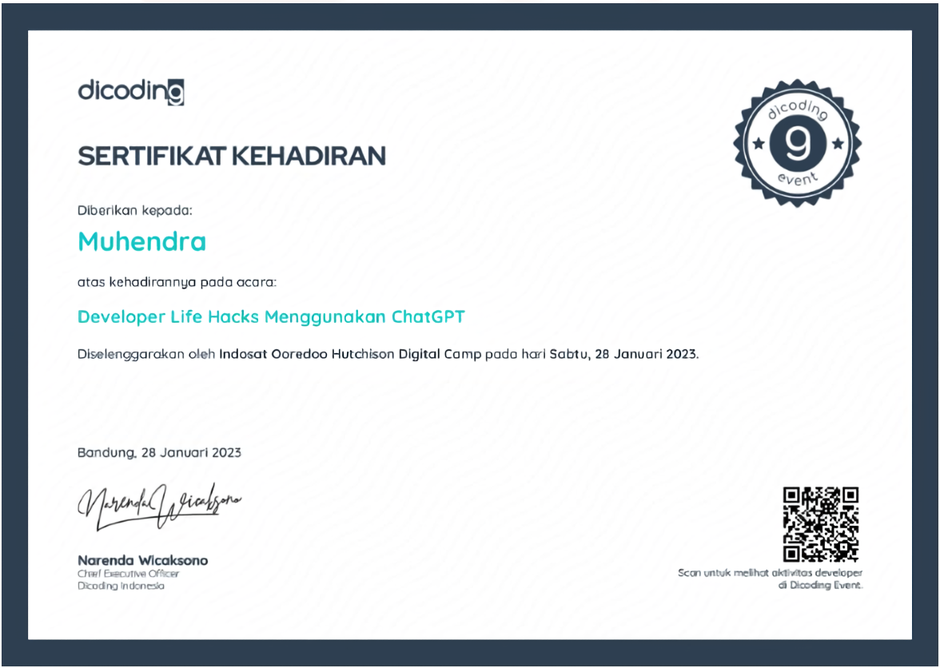 dicoding
dicoding
event
SERTIFIKAT KEHADIRAN
Diberikan kepada:
Muhendra
atas kehadirannya pada acara:
Developer Life Hacks Menggunakan ChatGPT
Diselenggarakan oleh Indosat Ooredoo Hutchison Digital Camp pada hari Sabtu, 28 Januari 2023.
Bandung, 28 Januari 2023
Narenda Wicaksono
Narenda Wicaksono
Chief Executive Officer
Dicoding Indonesia
Scan untuk melihat aktivitas developer
di Dicoding Event.